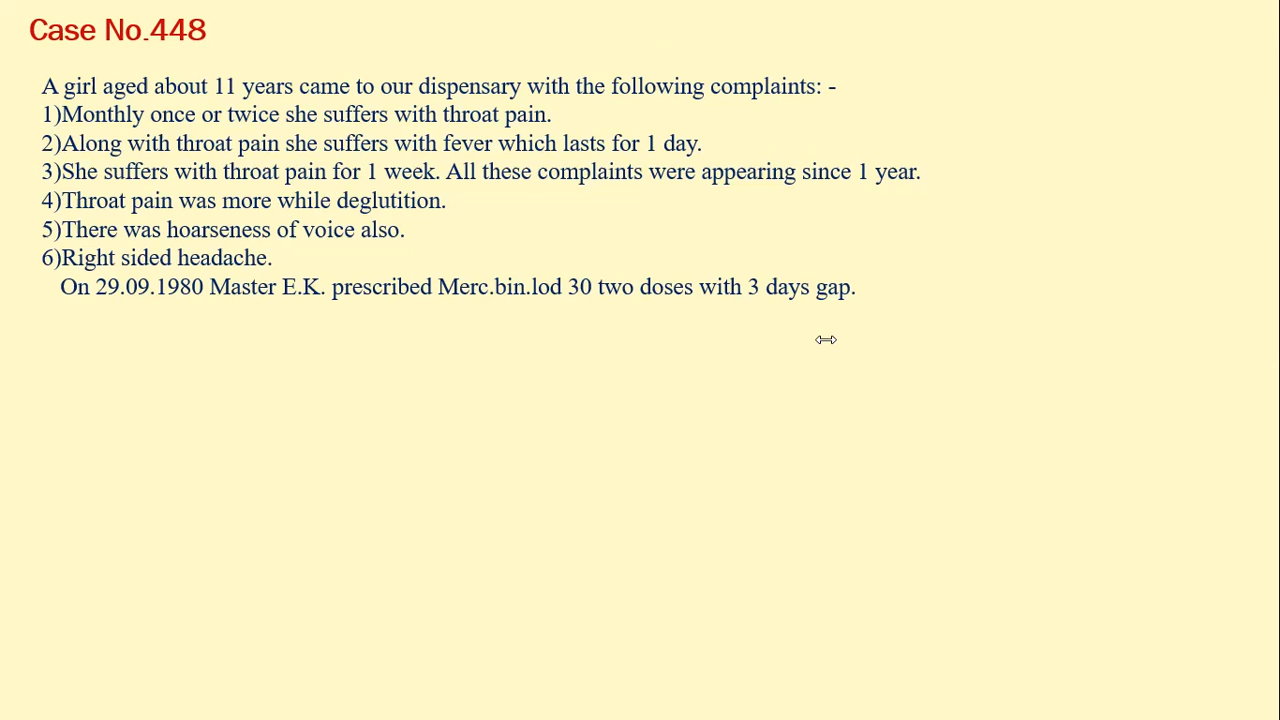 Case No.448
A girl aged about 11 years came to our dispensary with the following complaints: -
1)Monthly once or twice she suffers with throat pain.
2)Along with throat pain she suffers with fever which lasts for 1 day.
3)She suffers with throat pain for 1 week. All these complaints were appearing since 1 year.
4)Throat pain was more while deglutition.
5)There was hoarseness of voice also.
6)Right sided headache.
On 29.09.1980 Master E.K. prescribed Merc.bin.lod 30 two doses with 3 days gap.